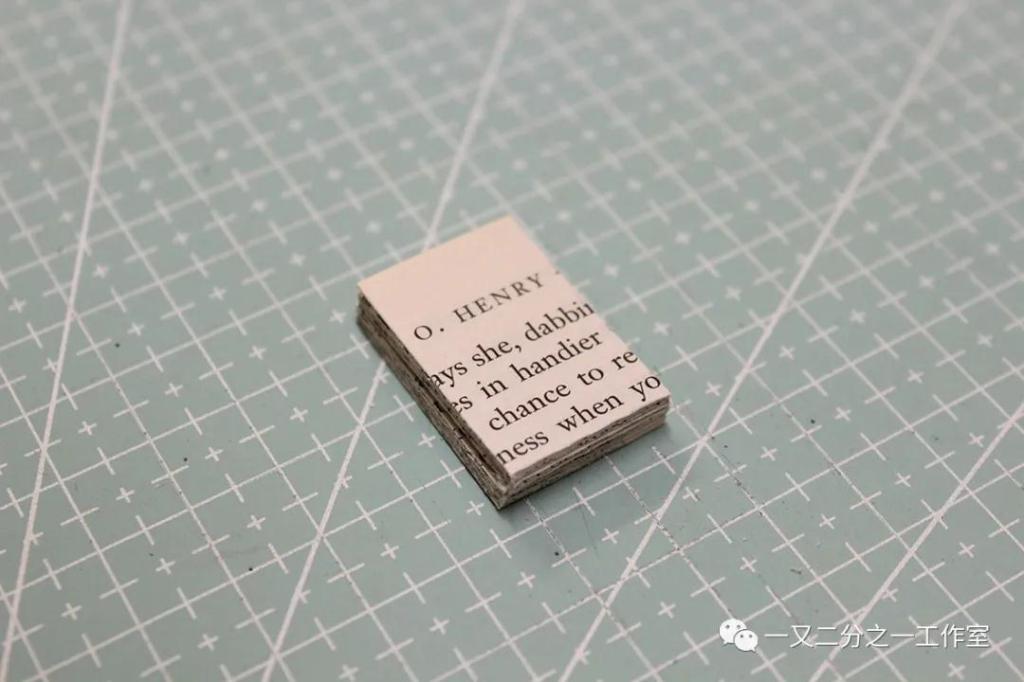 O. HENRY
ays she, dabbin
es in handier
chance to re
ness when yo
一又二分之一工作室